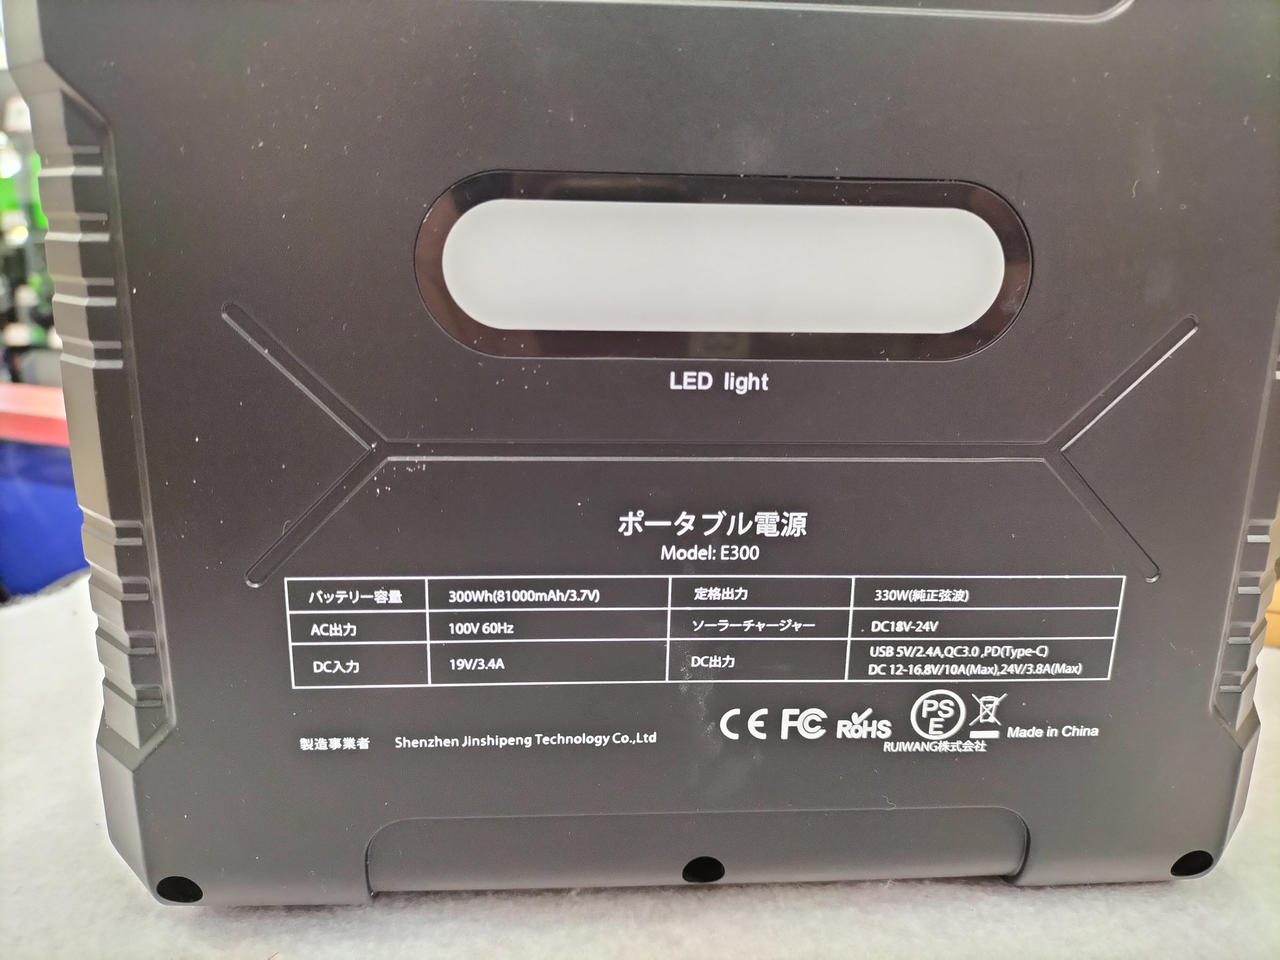 LED light
ポータブル電源
Model: E300
バッテリー容量 300Wh(81000mAh/3.7V) 定格出力 330W(純正弦波)
AC出力 100V 60Hz ソーラーチャージャー DC18V-24V
DC入力 19V/3.4A DC出力 USB 5V/2.4A,QC3.0 ,PD(Type-C)
DC 12-16.8V/10A(Max),24V/3.8A(Max)
製造事業者 Shenzhen Jinshipeng Technology Co.,Ltd
CE FC RoHS PSE Made in China
RUIWANG株式会社